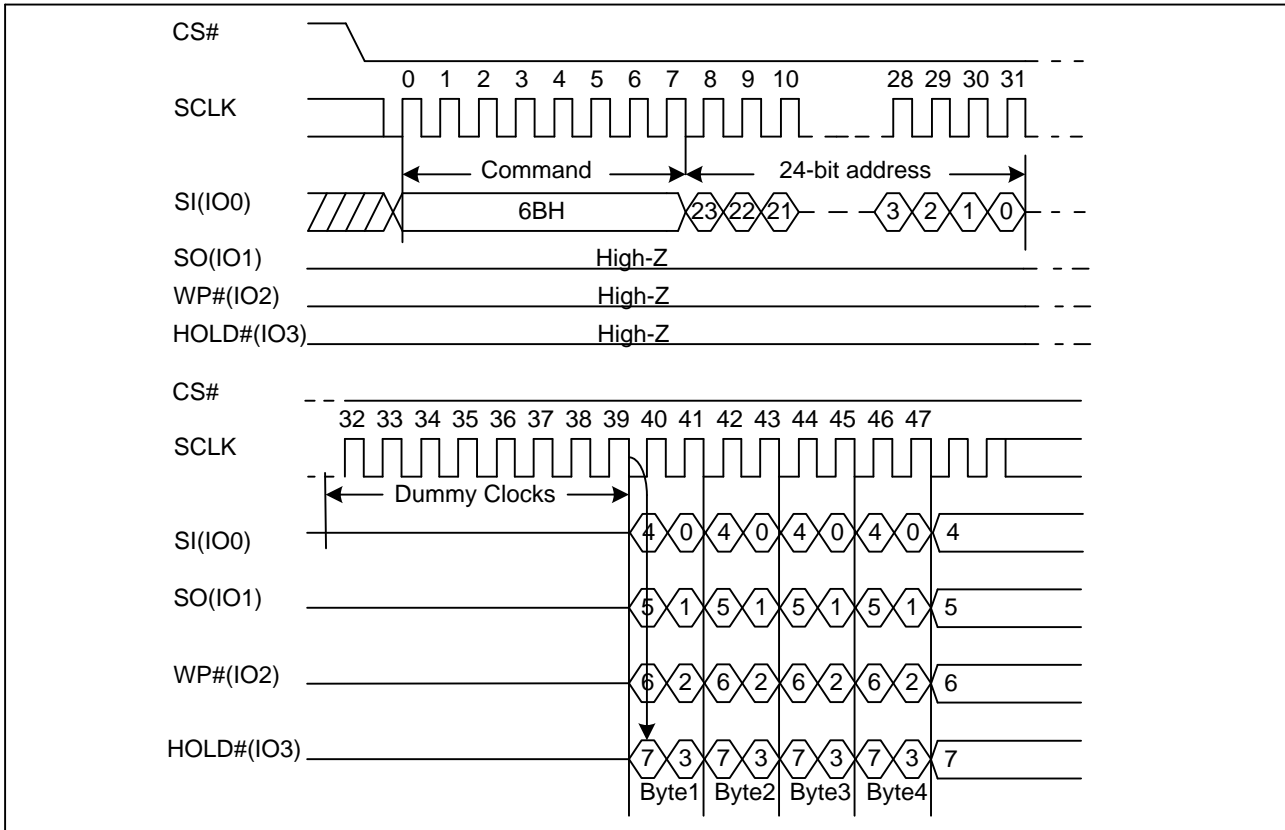 CS#
0 1 2 3 4 5 6 7 8 9 10 28 29 30 31
SCLK
Command 24-bit address
SI(IO0) 6BH 23 22 21 3 2 1 0
SO(IO1) High-Z
WP#(IO2) High-Z
HOLD#(IO3) High-Z
CS#
32 33 34 35 36 37 38 39 40 41 42 43 44 45 46 47
SCLK
Dummy Clocks
SI(IO0) 4 0 4 0 4 0 4 0 4
SO(IO1) 5 1 5 1 5 1 5 1 5
WP#(IO2) 6 2 6 2 6 2 6 2 6
HOLD#(IO3) 7 3 7 3 7 3 7 3 7
Byte1 Byte2 Byte3 Byte4